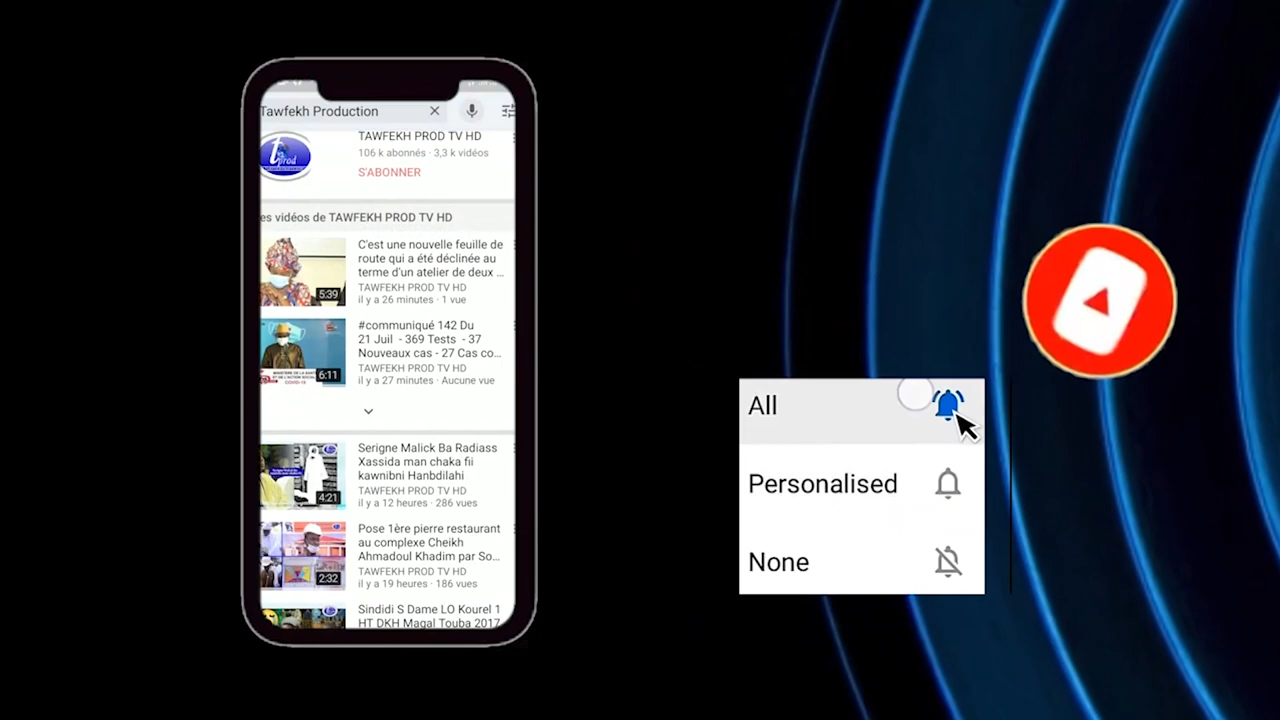 Tawfekh Production
TAWFEKH PROD TV HD
106 k abonnés · 3,3 k vidéos
S'ABONNER
prod
es vidéos de TAWFEKH PROD TV HD
C'est une nouvelle feuille de
route qui a été déclinée au
terme d'un atelier de deux ...
TAWFEKH PROD TV HD
il y a 26 minutes · 1 vue
5:39
#communiqué 142 Du
21 Juil - 369 Tests - 37
Nouveaux cas - 27 Cas co...
TAWFEKH PROD TV HD
il y a 27 minutes · Aucune vue
6:11
Serigne Malick Ba Radiass
Xassida man chaka fii
kawnibni Hanbdilahi
TAWFEKH PROD TV HD
il y a 12 heures · 286 vues
4:21
Pose 1ère pierre restaurant
au complexe Cheikh
Ahmadoul Khadim par So...
TAWFEKH PROD TV HD
il y a 19 heures · 186 vues
2:32
Sindidi S Dame LO Kourel 1
HT DKH Magal Touba 2017
All
Personalised
None